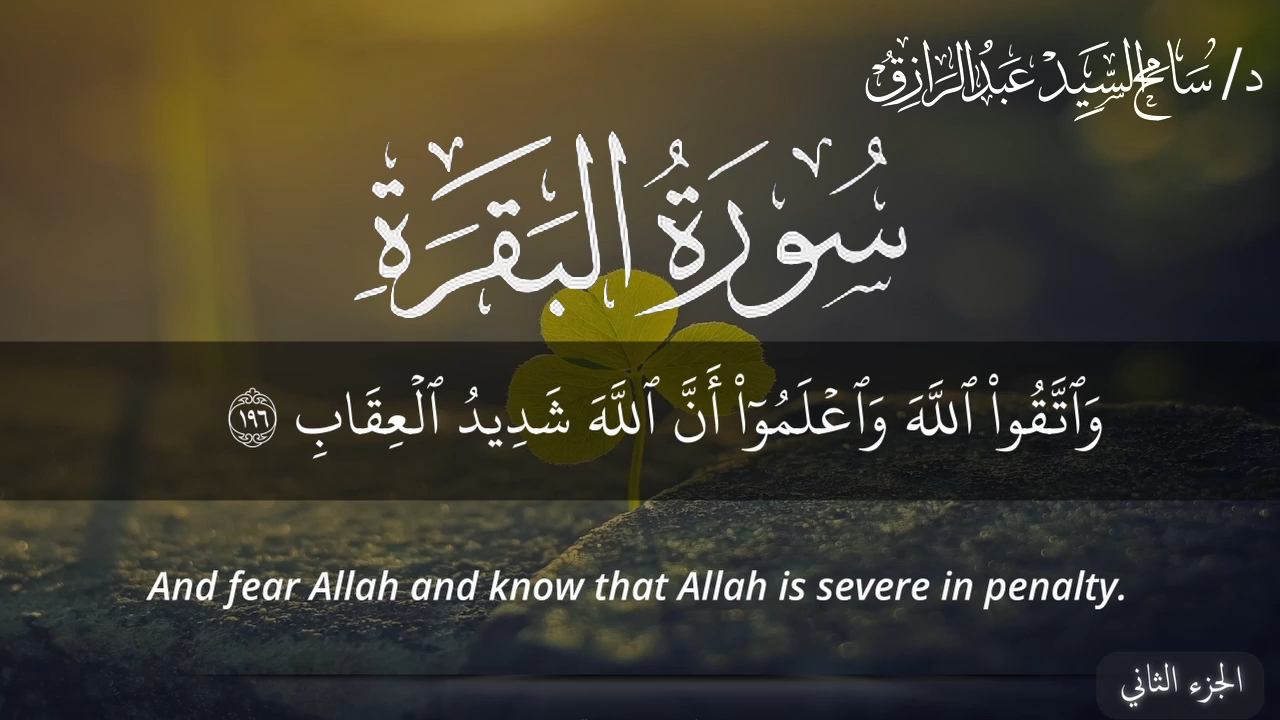 د/ سامح السيد عبد الرازق
سُورَةُ البَقَرَةِ
وَٱتَّقُوا۟ ٱللَّهَ وَٱعْلَمُوٓا۟ أَنَّ ٱللَّهَ شَدِيدُ ٱلْعِقَابِ ١٩٦
And fear Allah and know that Allah is severe in penalty.
الجزء الثاني